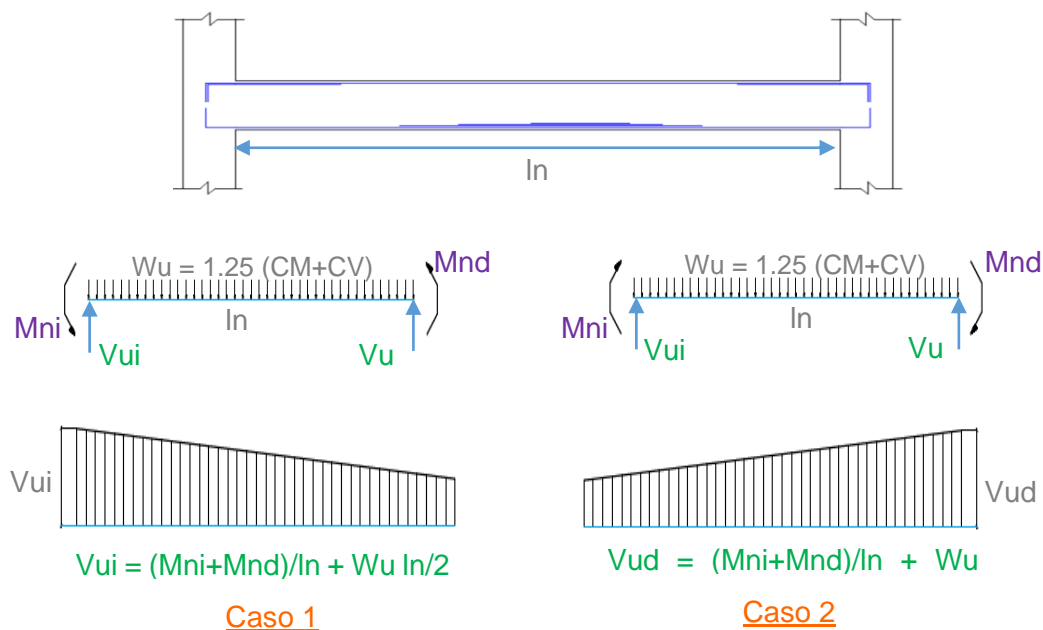 ln
Wu = 1.25 (CM+CV)
Mnd
Mni
ln
Vui
Vu
Wu = 1.25 (CM+CV)
Mnd
Mni
ln
Vui
Vu
Vui
Vui = (Mni+Mnd)/ln + Wu ln/2
Caso 1
Vud
Vud = (Mni+Mnd)/ln + Wu
Caso 2